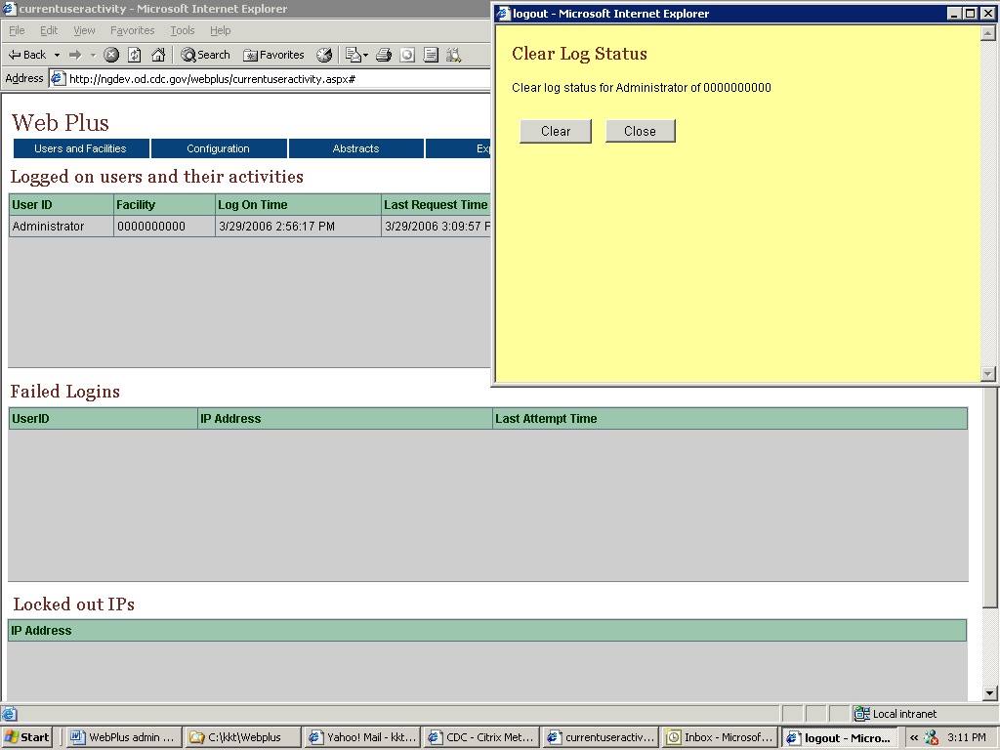 currentuseractivity - Microsoft Internet Explorer
File Edit View Favorites Tools Help
Back Search Favorites
Address http://ngdev.od.cdc.gov/webplus/currentuseractivity.aspx#
logout - Microsoft Internet Explorer
Clear Log Status
Clear log status for Administrator of 0000000000
Clear Close
Web Plus
Users and Facilities Configuration Abstracts Ex
Logged on users and their activities
User ID Facility Log On Time Last Request Time
Administrator 0000000000 3/29/2006 2:56:17 PM 3/29/2006 3:09:57
Failed Logins
UserID IP Address Last Attempt Time
Locked out IPs
IP Address
Local intranet
Start WebPlus admin ... C:\kkt\Webplus Yahoo! Mail - kkt... CDC - Citrix Met... currentuseractiv... Inbox - Microsof... logout - Micro... « 3:11 PM